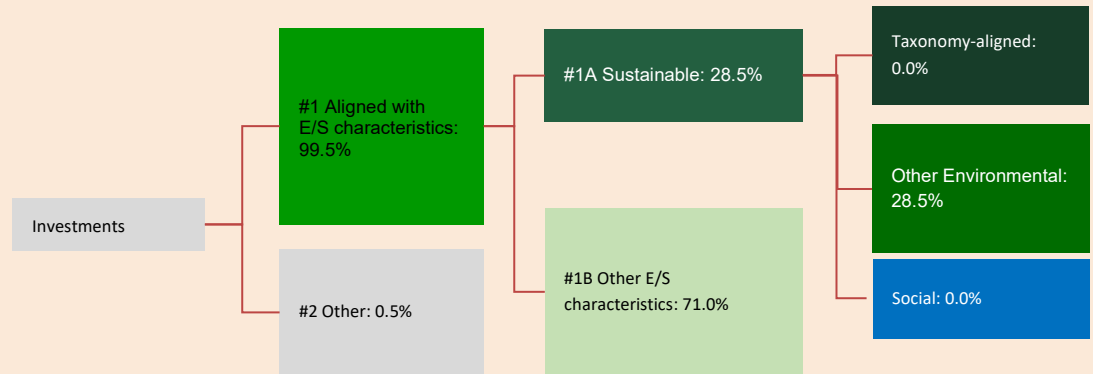 Investments
#1 Aligned with
E/S characteristics:
99.5%
#2 Other: 0.5%
#1A Sustainable: 28.5%
#1B Other E/S
characteristics: 71.0%
Taxonomy-aligned:
0.0%
Other Environmental:
28.5%
Social: 0.0%